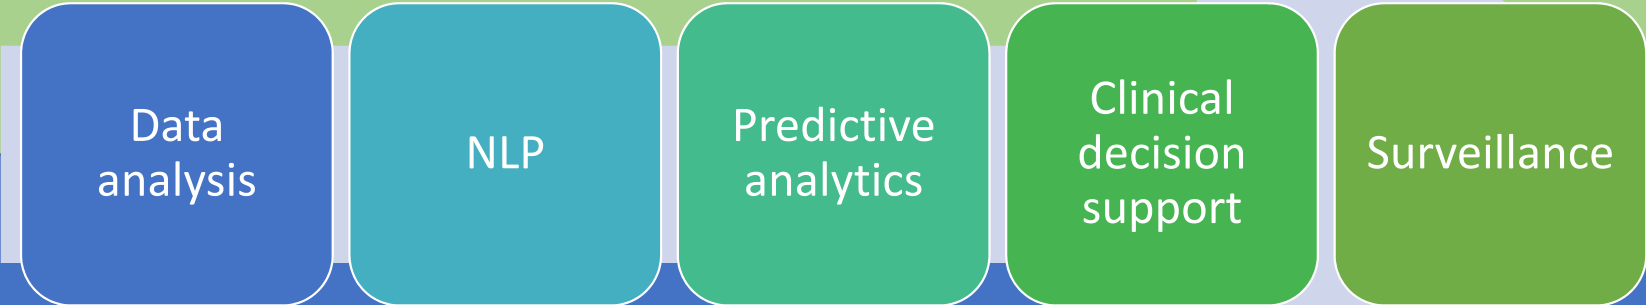 Data
analysis
NLP
Predictive
analytics
Clinical
decision
support
Surveillance